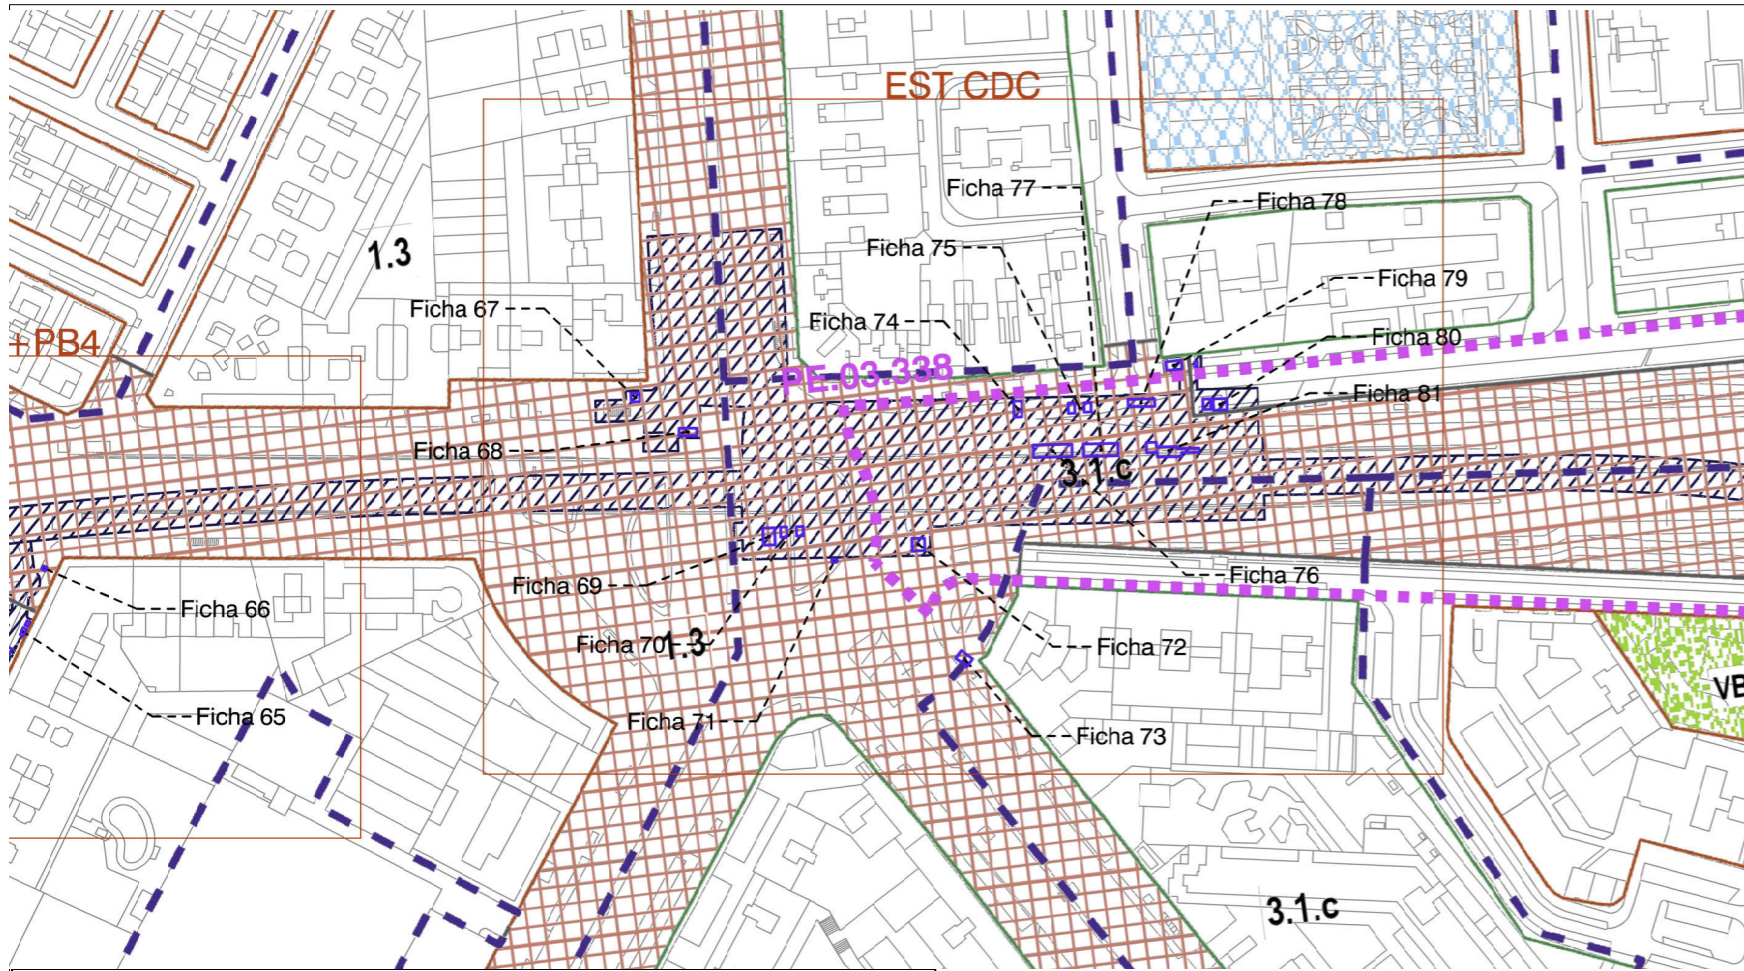 EST CDC
Ficha 77
Ficha 78
1.3
Ficha 75
Ficha 79
Ficha 67
Ficha 74
Ficha 80
+PB4
PE.03.338
Ficha 81
Ficha 68
3.1.c
Ficha 76
Ficha 69
Ficha 66
Ficha 70
1.3
Ficha 72
Ficha 65
Ficha 71
Ficha 73
VB
3.1.c